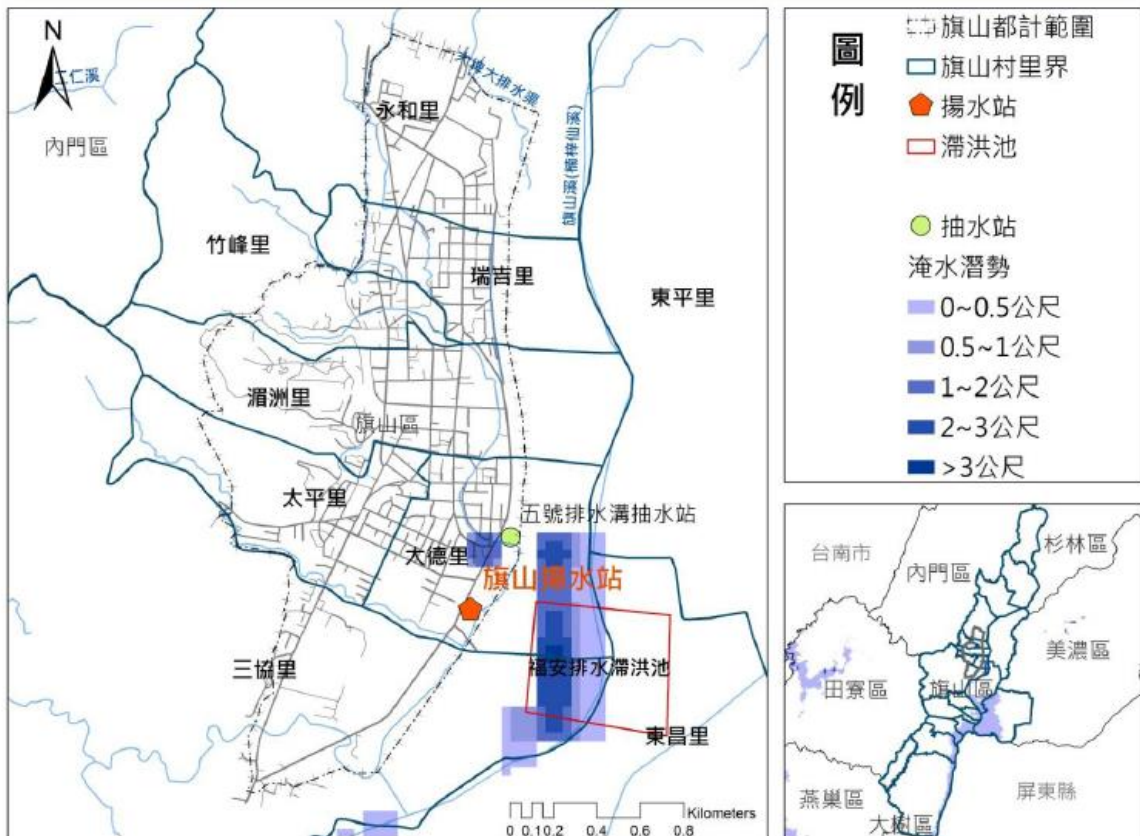 N
二仁溪
內門區
永和里
大埤大排水渠
旗山溪(楠梓仙溪)
竹峰里
瑞吉里
東平里
湄洲里
旗山區
太平里
五號排水溝抽水站
大德里
旗山揚水站
三協里
福安排水滯洪池
東昌里
Kilometers
0 0.1 0.2 0.4 0.6 0.8
圖例
旗山都計範圍
旗山村里界
揚水站
滯洪池
抽水站
淹水潛勢
0~0.5公尺
0.5~1公尺
1~2公尺
2~3公尺
>3公尺
台南市
內門區
杉林區
美濃區
田寮區
旗山區
燕巢區
大樹區
屏東縣